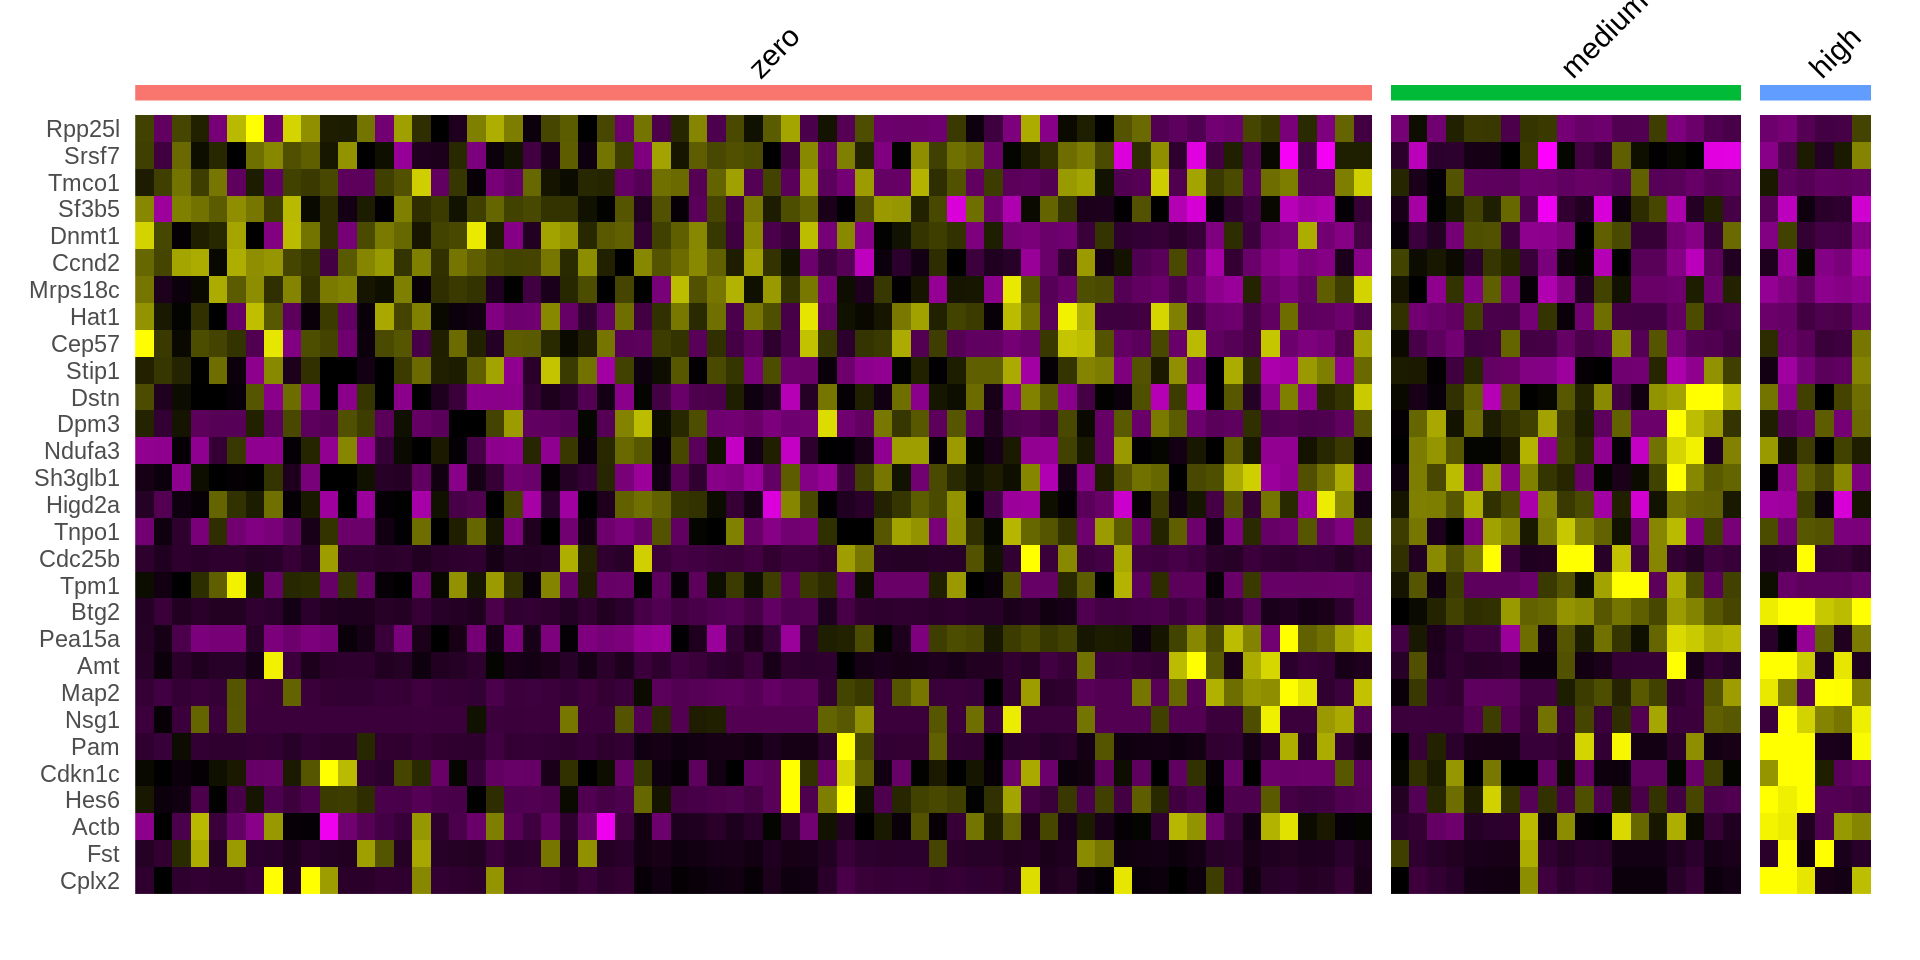 zero
medium
high
Rpp25l
Srsf7
Tmco1
Sf3b5
Dnmt1
Ccnd2
Mrps18c
Hat1
Cep57
Stip1
Dstn
Dpm3
Ndufa3
Sh3glb1
Higd2a
Tnpo1
Cdc25b
Tpm1
Btg2
Pea15a
Amt
Map2
Nsg1
Pam
Cdkn1c
Hes6
Actb
Fst
Cplx2